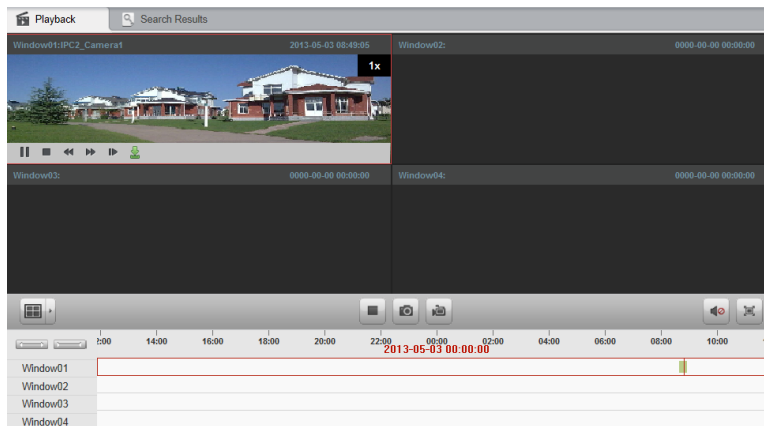 Playback Search Results
Window01:IPC2_Camera1 2013-05-03 08:49:05 Window02: 0000-00-00 00:00:00
1x
Window03: 0000-00-00 00:00:00 Window04: 0000-00-00 00:00:00
2:00 14:00 16:00 18:00 20:00 22:00 00:00 02:00 04:00 06:00 08:00 10:00
2013-05-03 00:00:00
Window01
Window02
Window03
Window04